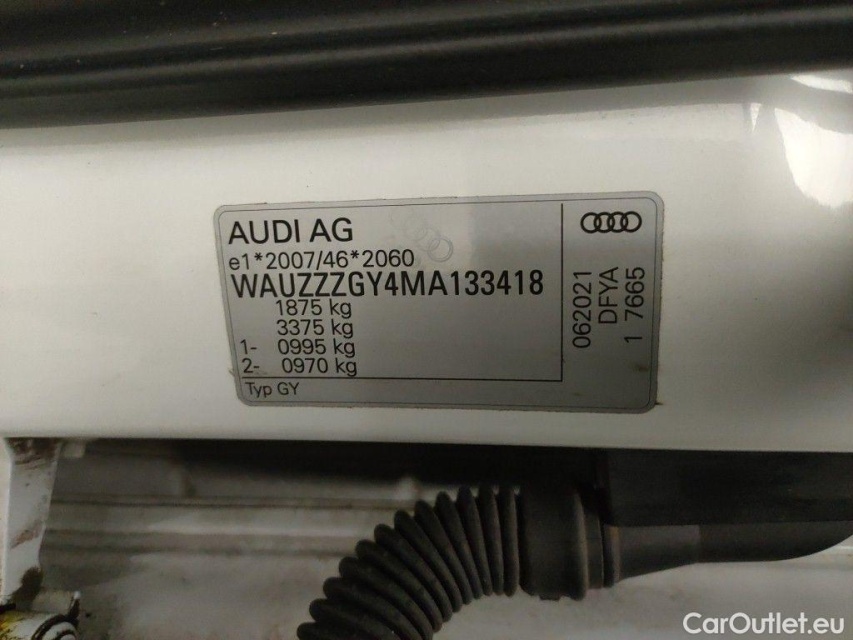 AUDI AG
e1*2007/46*2060
WAUZZZGY4MA133418
1875 kg
3375 kg
1- 0995 kg
2- 0970 kg
Typ GY
062021
DFYA
1 7665
CarOutlet.eu